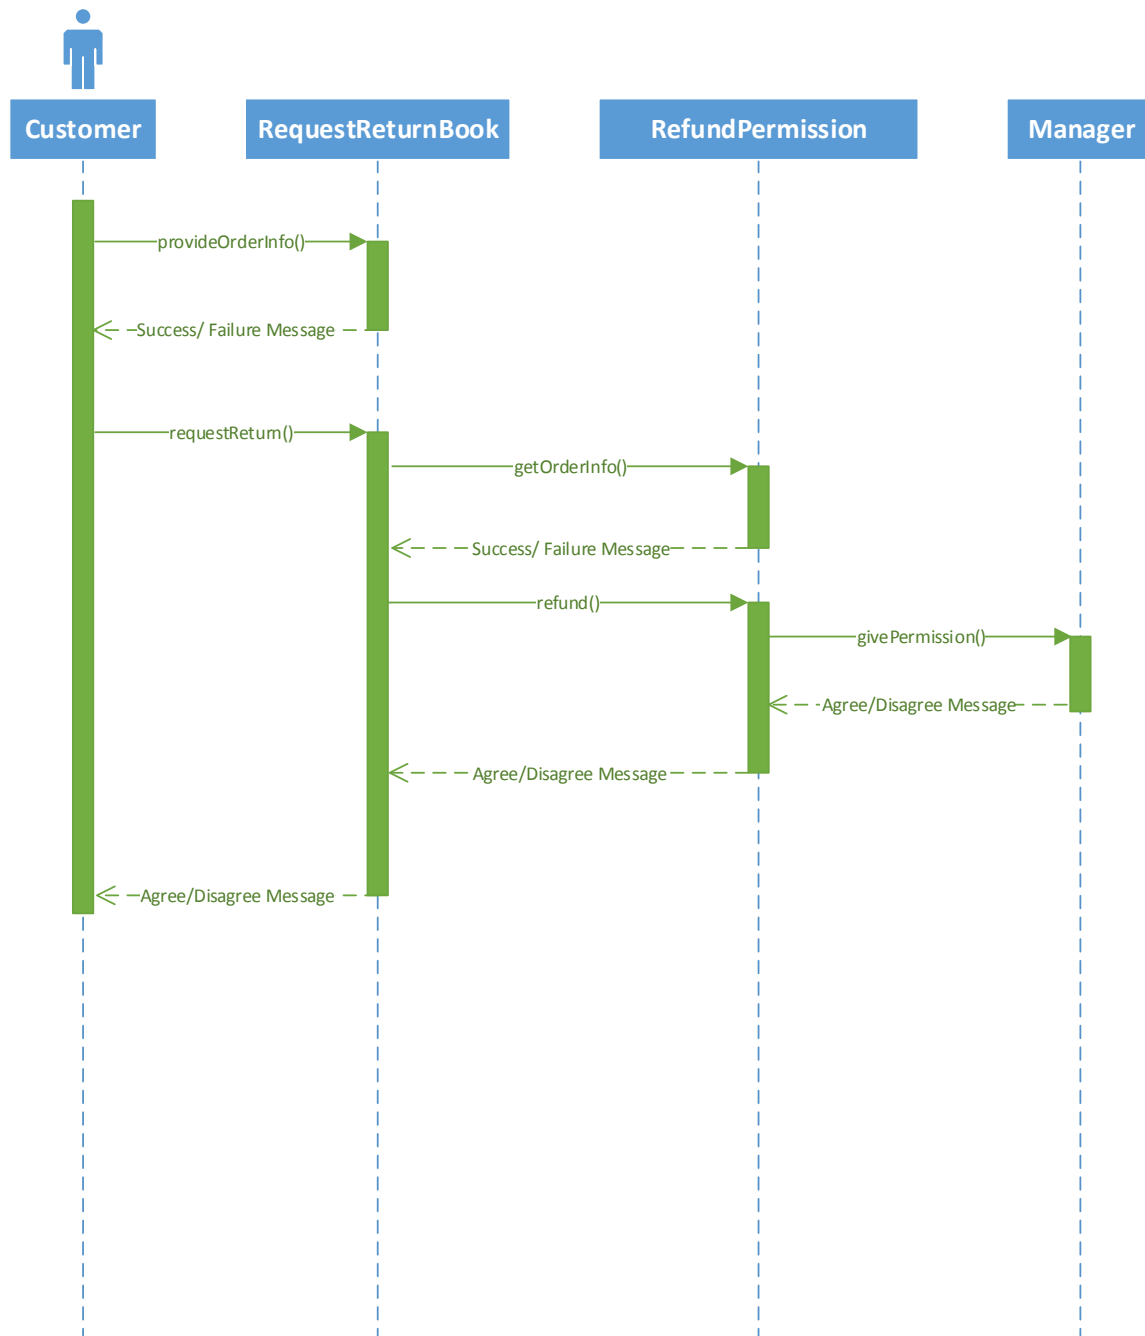 Customer
RequestReturnBook
RefundPermission
Manager
provideOrderInfo()
Success/ Failure Message
requestReturn()
getOrderInfo()
Success/ Failure Message
refund()
givePermission()
Agree/Disagree Message
Agree/Disagree Message
Agree/Disagree Message